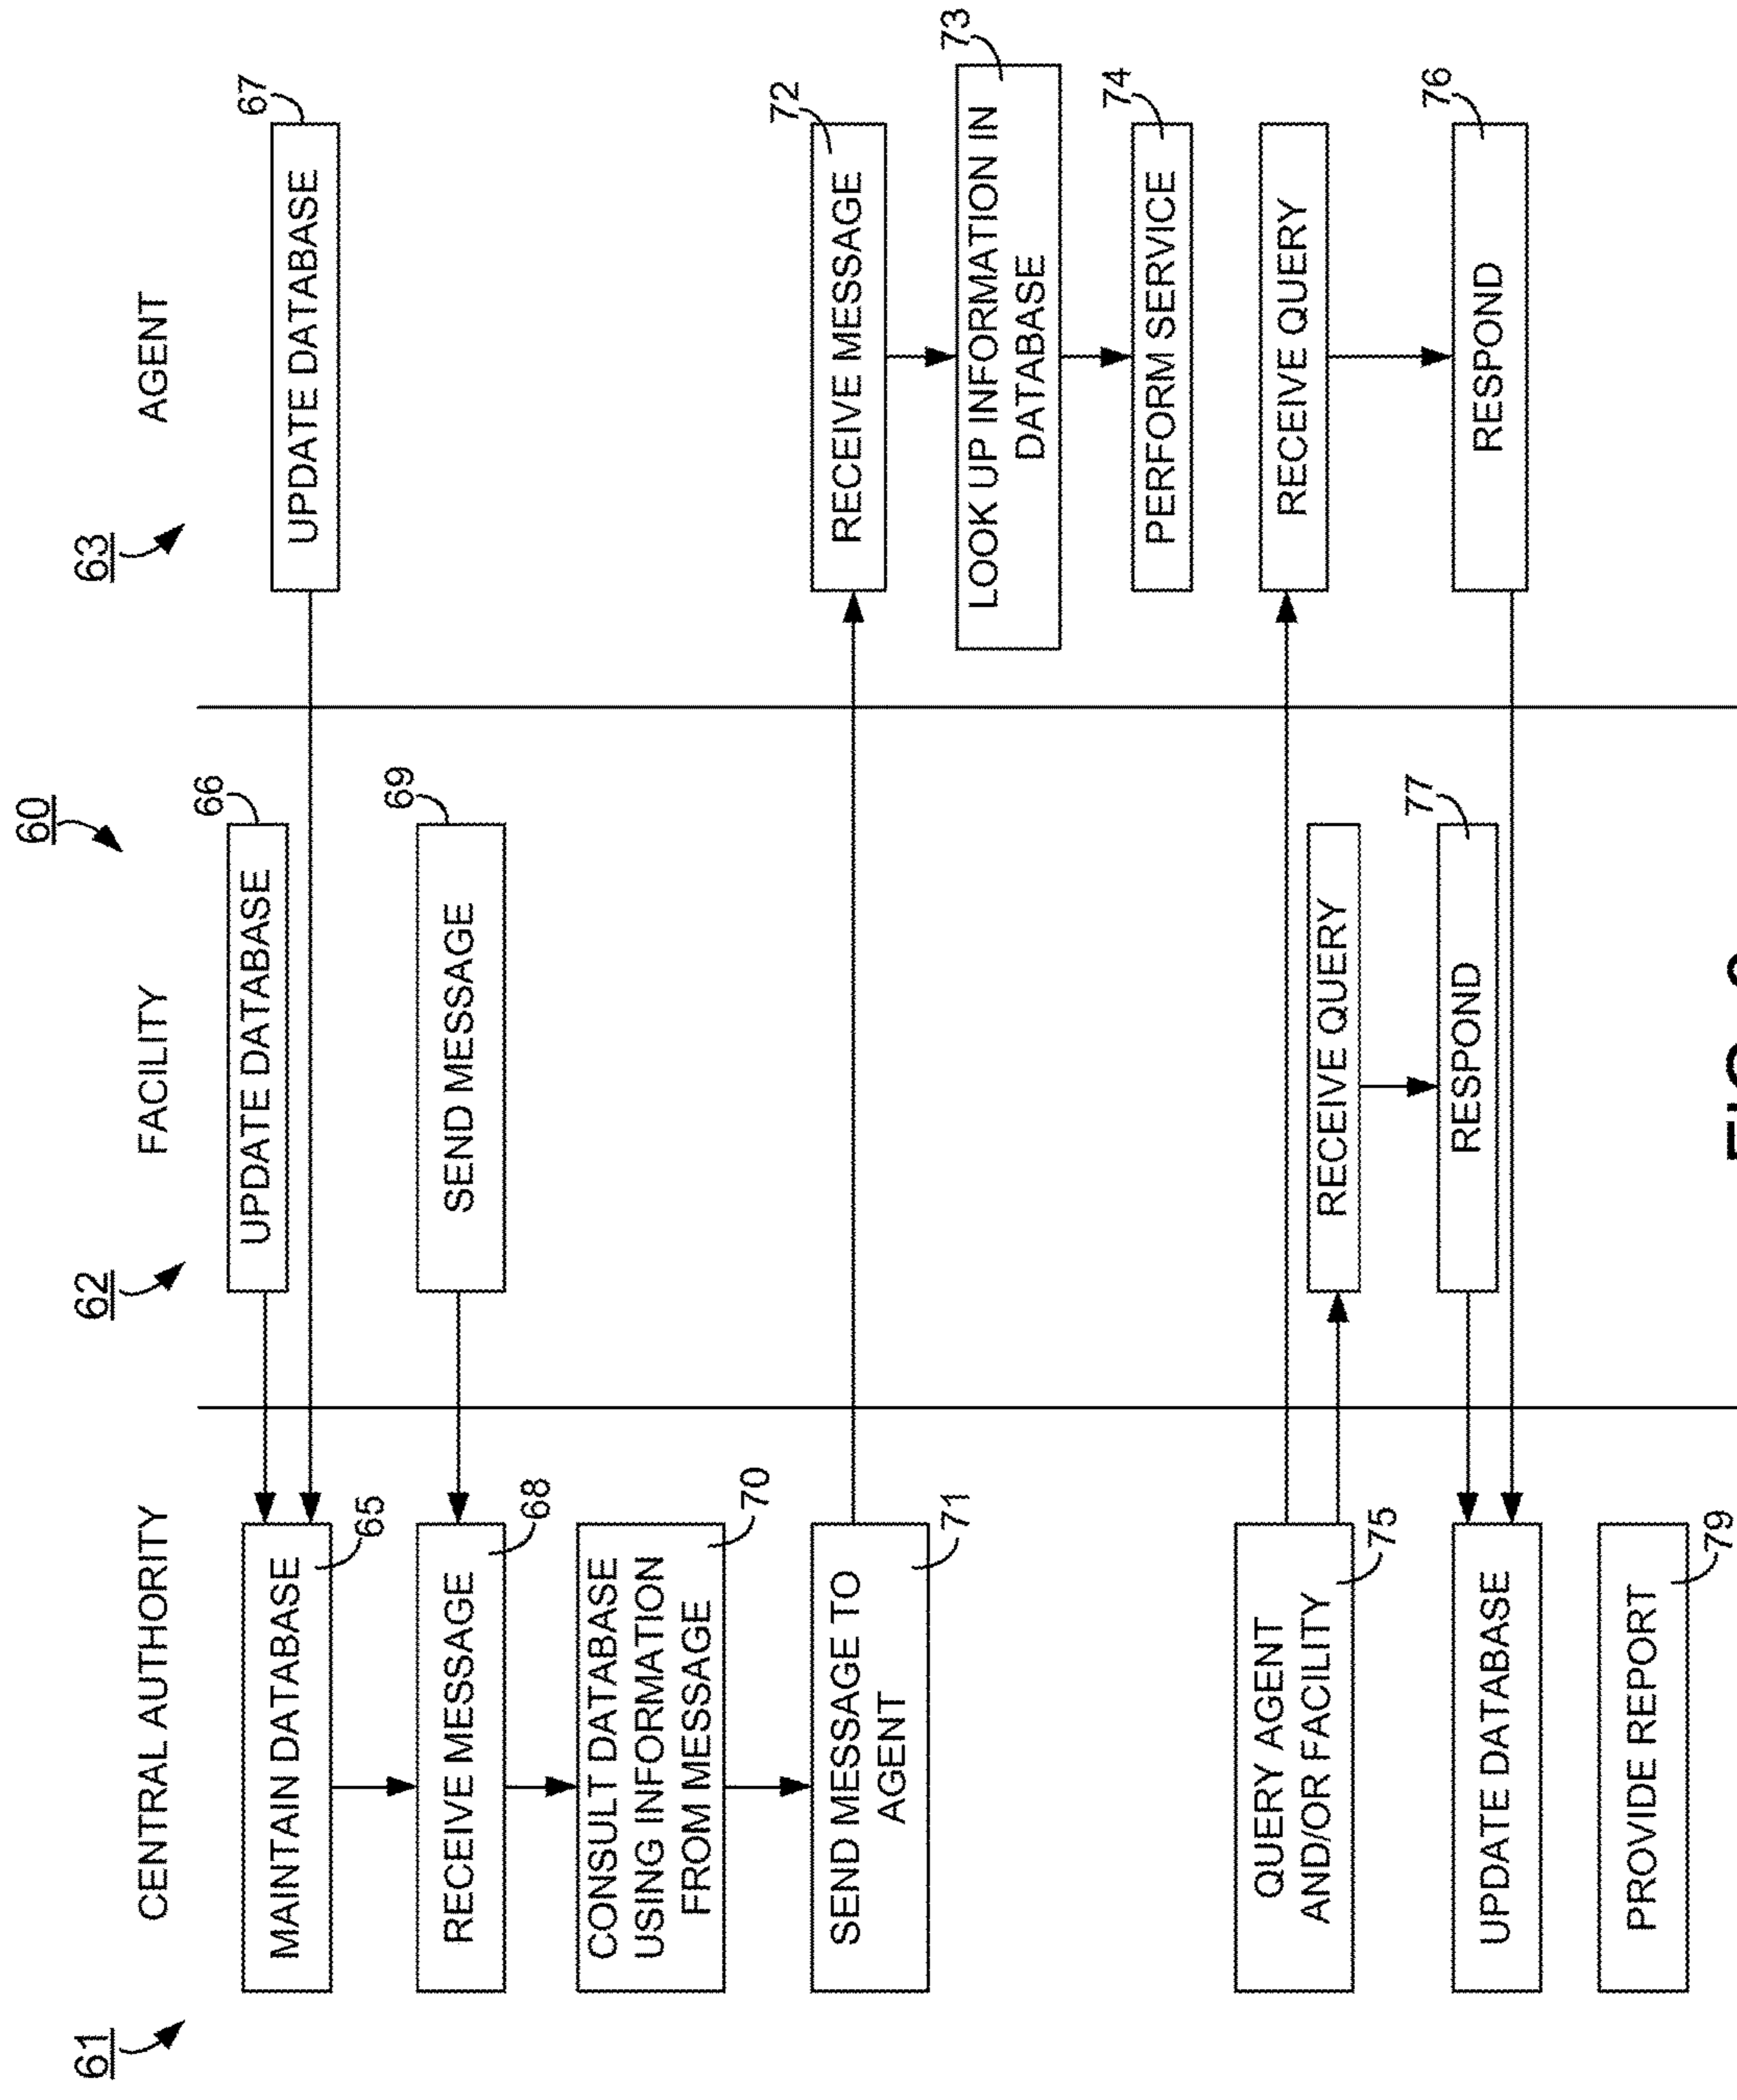 60
61
62
63
CENTRAL AUTHORITY
FACILITY
AGENT
UPDATE DATABASE
66
MAINTAIN DATABASE
65
UPDATE DATABASE
67
RECEIVE MESSAGE
68
SEND MESSAGE
69
CONSULT DATABASE
USING INFORMATION
FROM MESSAGE
70
SEND MESSAGE TO
AGENT
71
RECEIVE MESSAGE
72
LOOK UP INFORMATION IN
DATABASE
73
PERFORM SERVICE
74
QUERY AGENT
AND/OR FACILITY
75
RECEIVE QUERY
RECEIVE QUERY
RESPOND
77
RESPOND
76
UPDATE DATABASE
PROVIDE REPORT
79